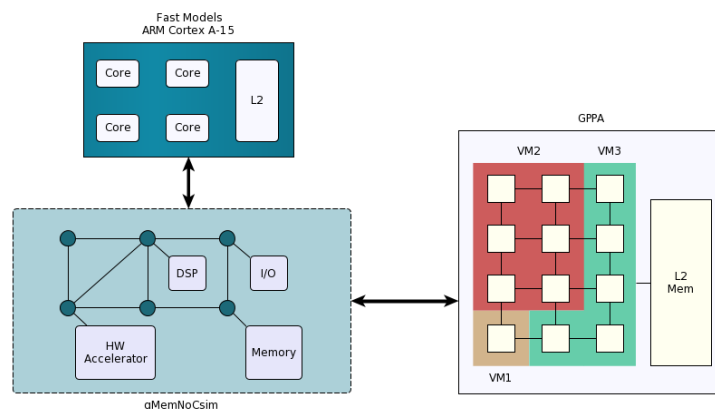 Fast Models
ARM Cortex A-15
Core
Core
L2
Core
Core
GPPA
VM2
VM3
DSP
I/O
L2
Mem
HW
Accelerator
Memory
VM1
gMemNoCsim